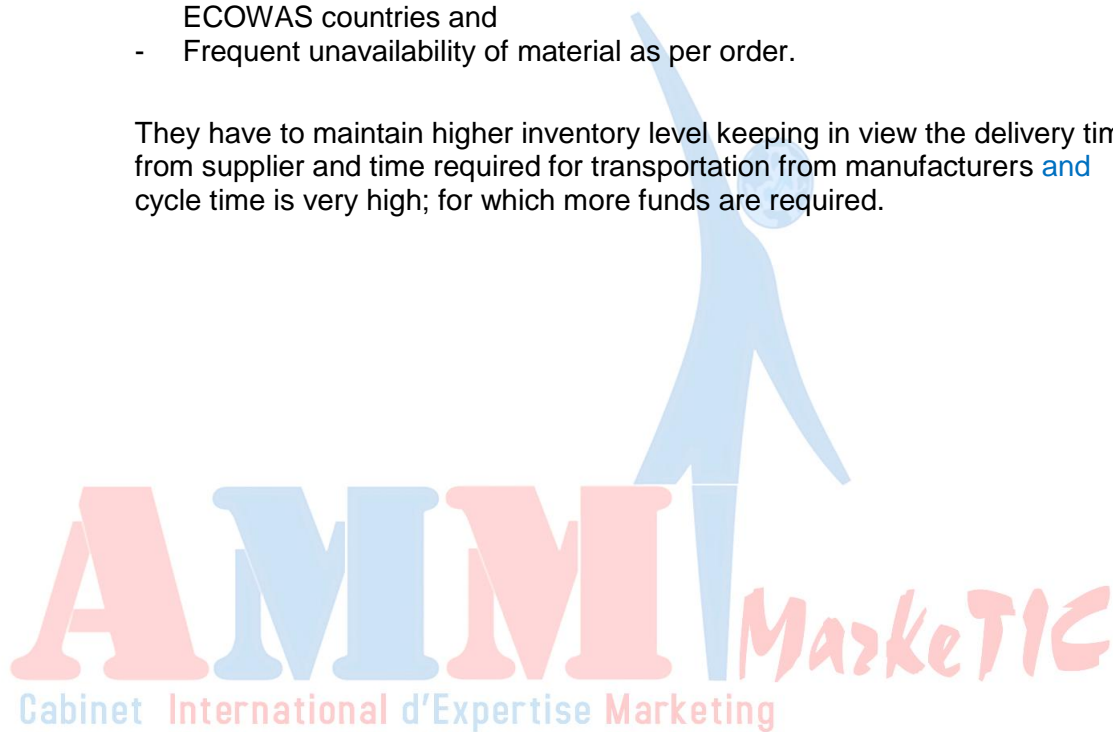 ECOWAS countries and
- Frequent unavailability of material as per order.
They have to maintain higher inventory level keeping in view the delivery tim
from supplier and time required for transportation from manufacturers and
cycle time is very high; for which more funds are required.
AMM MarkeTIC
Cabinet International d'Expertise Marketing